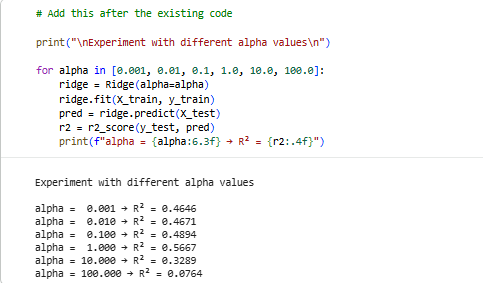 # Add this after the existing code
print("\nExperiment with different alpha values\n")
for alpha in [0.001, 0.01, 0.1, 1.0, 10.0, 100.0]:
    ridge = Ridge(alpha=alpha)
    ridge.fit(X_train, y_train)
    pred = ridge.predict(X_test)
    r2 = r2_score(y_test, pred)
    print(f"alpha = {alpha:6.3f} → R² = {r2:.4f}")
Experiment with different alpha values
alpha =  0.001 → R² = 0.4646
alpha =  0.010 → R² = 0.4671
alpha =  0.100 → R² = 0.4894
alpha =  1.000 → R² = 0.5667
alpha = 10.000 → R² = 0.3289
alpha = 100.000 → R² = 0.0764